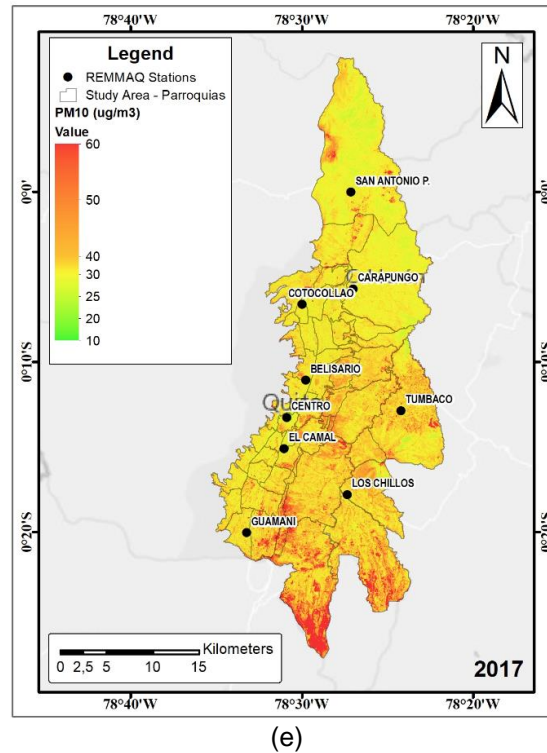 78°40'W 78°30'W 78°20'W
Legend
REMMAQ Stations
Study Area - Parroquias
PM10 (ug/m3)
Value
60
50
40
30
25
20
10
N
0°0'
0°0'
SAN ANTONIO P.
CARAPUNGO
COTOCOLLAO
0°10'S
0°10'S
BELISARIO
TUMBACO
Quito
CENTRO
EL CAMAL
LOS CHILLOS
GUAMANI
0°20'S
0°20'S
Kilometers
0 2,5 5 10 15
2017
78°40'W 78°30'W 78°20'W
(e)